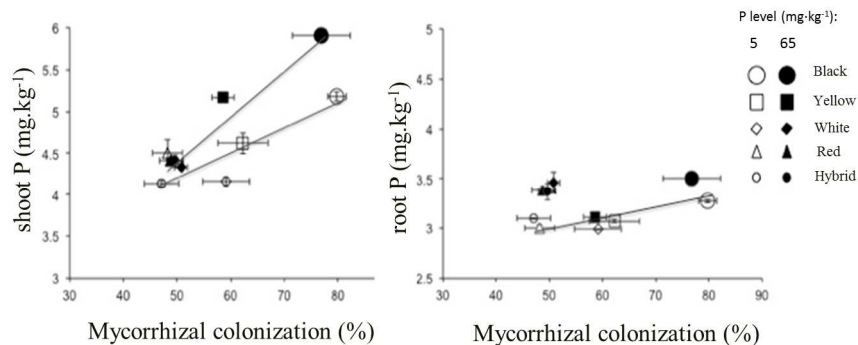 P level (mg·kg-1):
5 65
Black
Yellow
White
Red
Hybrid
shoot P (mg.kg-1)
6
5.5
5
4.5
4
3.5
3
30 40 50 60 70 80
Mycorrhizal colonization (%)
root P (mg.kg-1)
5
4.5
4
3.5
3
2.5
30 40 50 60 70 80 90
Mycorrhizal colonization (%)